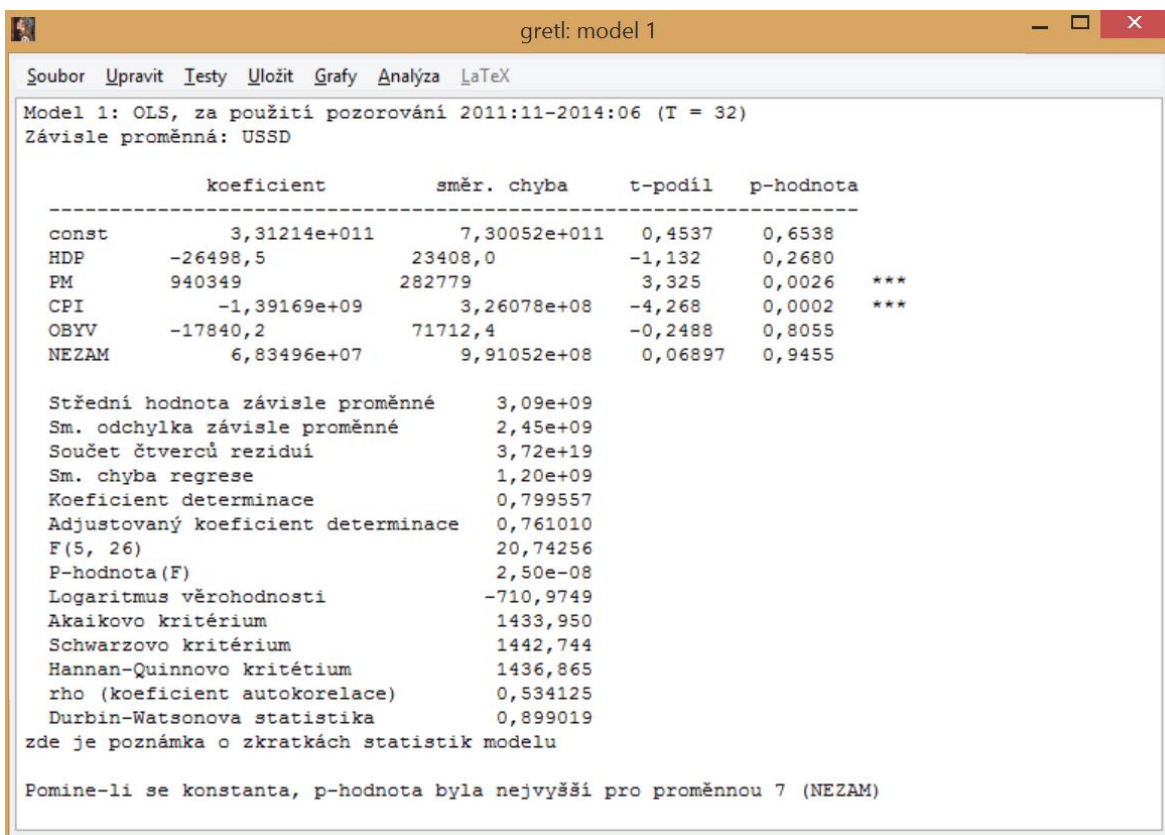 gretl: model 1
Soubor Upravit Testy Uložit Grafy Analýza LaTeX
Model 1: OLS, za použití pozorování 2011:11-2014:06 (T = 32)
Závisle proměnná: USSD
koeficient směr. chyba t-podíl p-hodnota
---------------------------------------------------------------------
const 3,31214e+011 7,30052e+011 0,4537 0,6538
HDP -26498,5 23408,0 -1,132 0,2680
PM 940349 282779 3,325 0,0026 ***
CPI -1,39169e+09 3,26078e+08 -4,268 0,0002 ***
OBYV -17840,2 71712,4 -0,2488 0,8055
NEZAM 6,83496e+07 9,91052e+08 0,06897 0,9455
Střední hodnota závisle proměnné 3,09e+09
Sm. odchylka závisle proměnné 2,45e+09
Součet čtverců reziduí 3,72e+19
Sm. chyba regrese 1,20e+09
Koeficient determinace 0,799557
Adjustovaný koeficient determinace 0,761010
F(5, 26) 20,74256
P-hodnota(F) 2,50e-08
Logaritmus věrohodnosti -710,9749
Akaikovo kritérium 1433,950
Schwarzovo kritérium 1442,744
Hannan-Quinnovo kritétium 1436,865
rho (koeficient autokorelace) 0,534125
Durbin-Watsonova statistika 0,899019
zde je poznámka o zkratkách statistik modelu
Pomine-li se konstanta, p-hodnota byla nejvyšší pro proměnnou 7 (NEZAM)